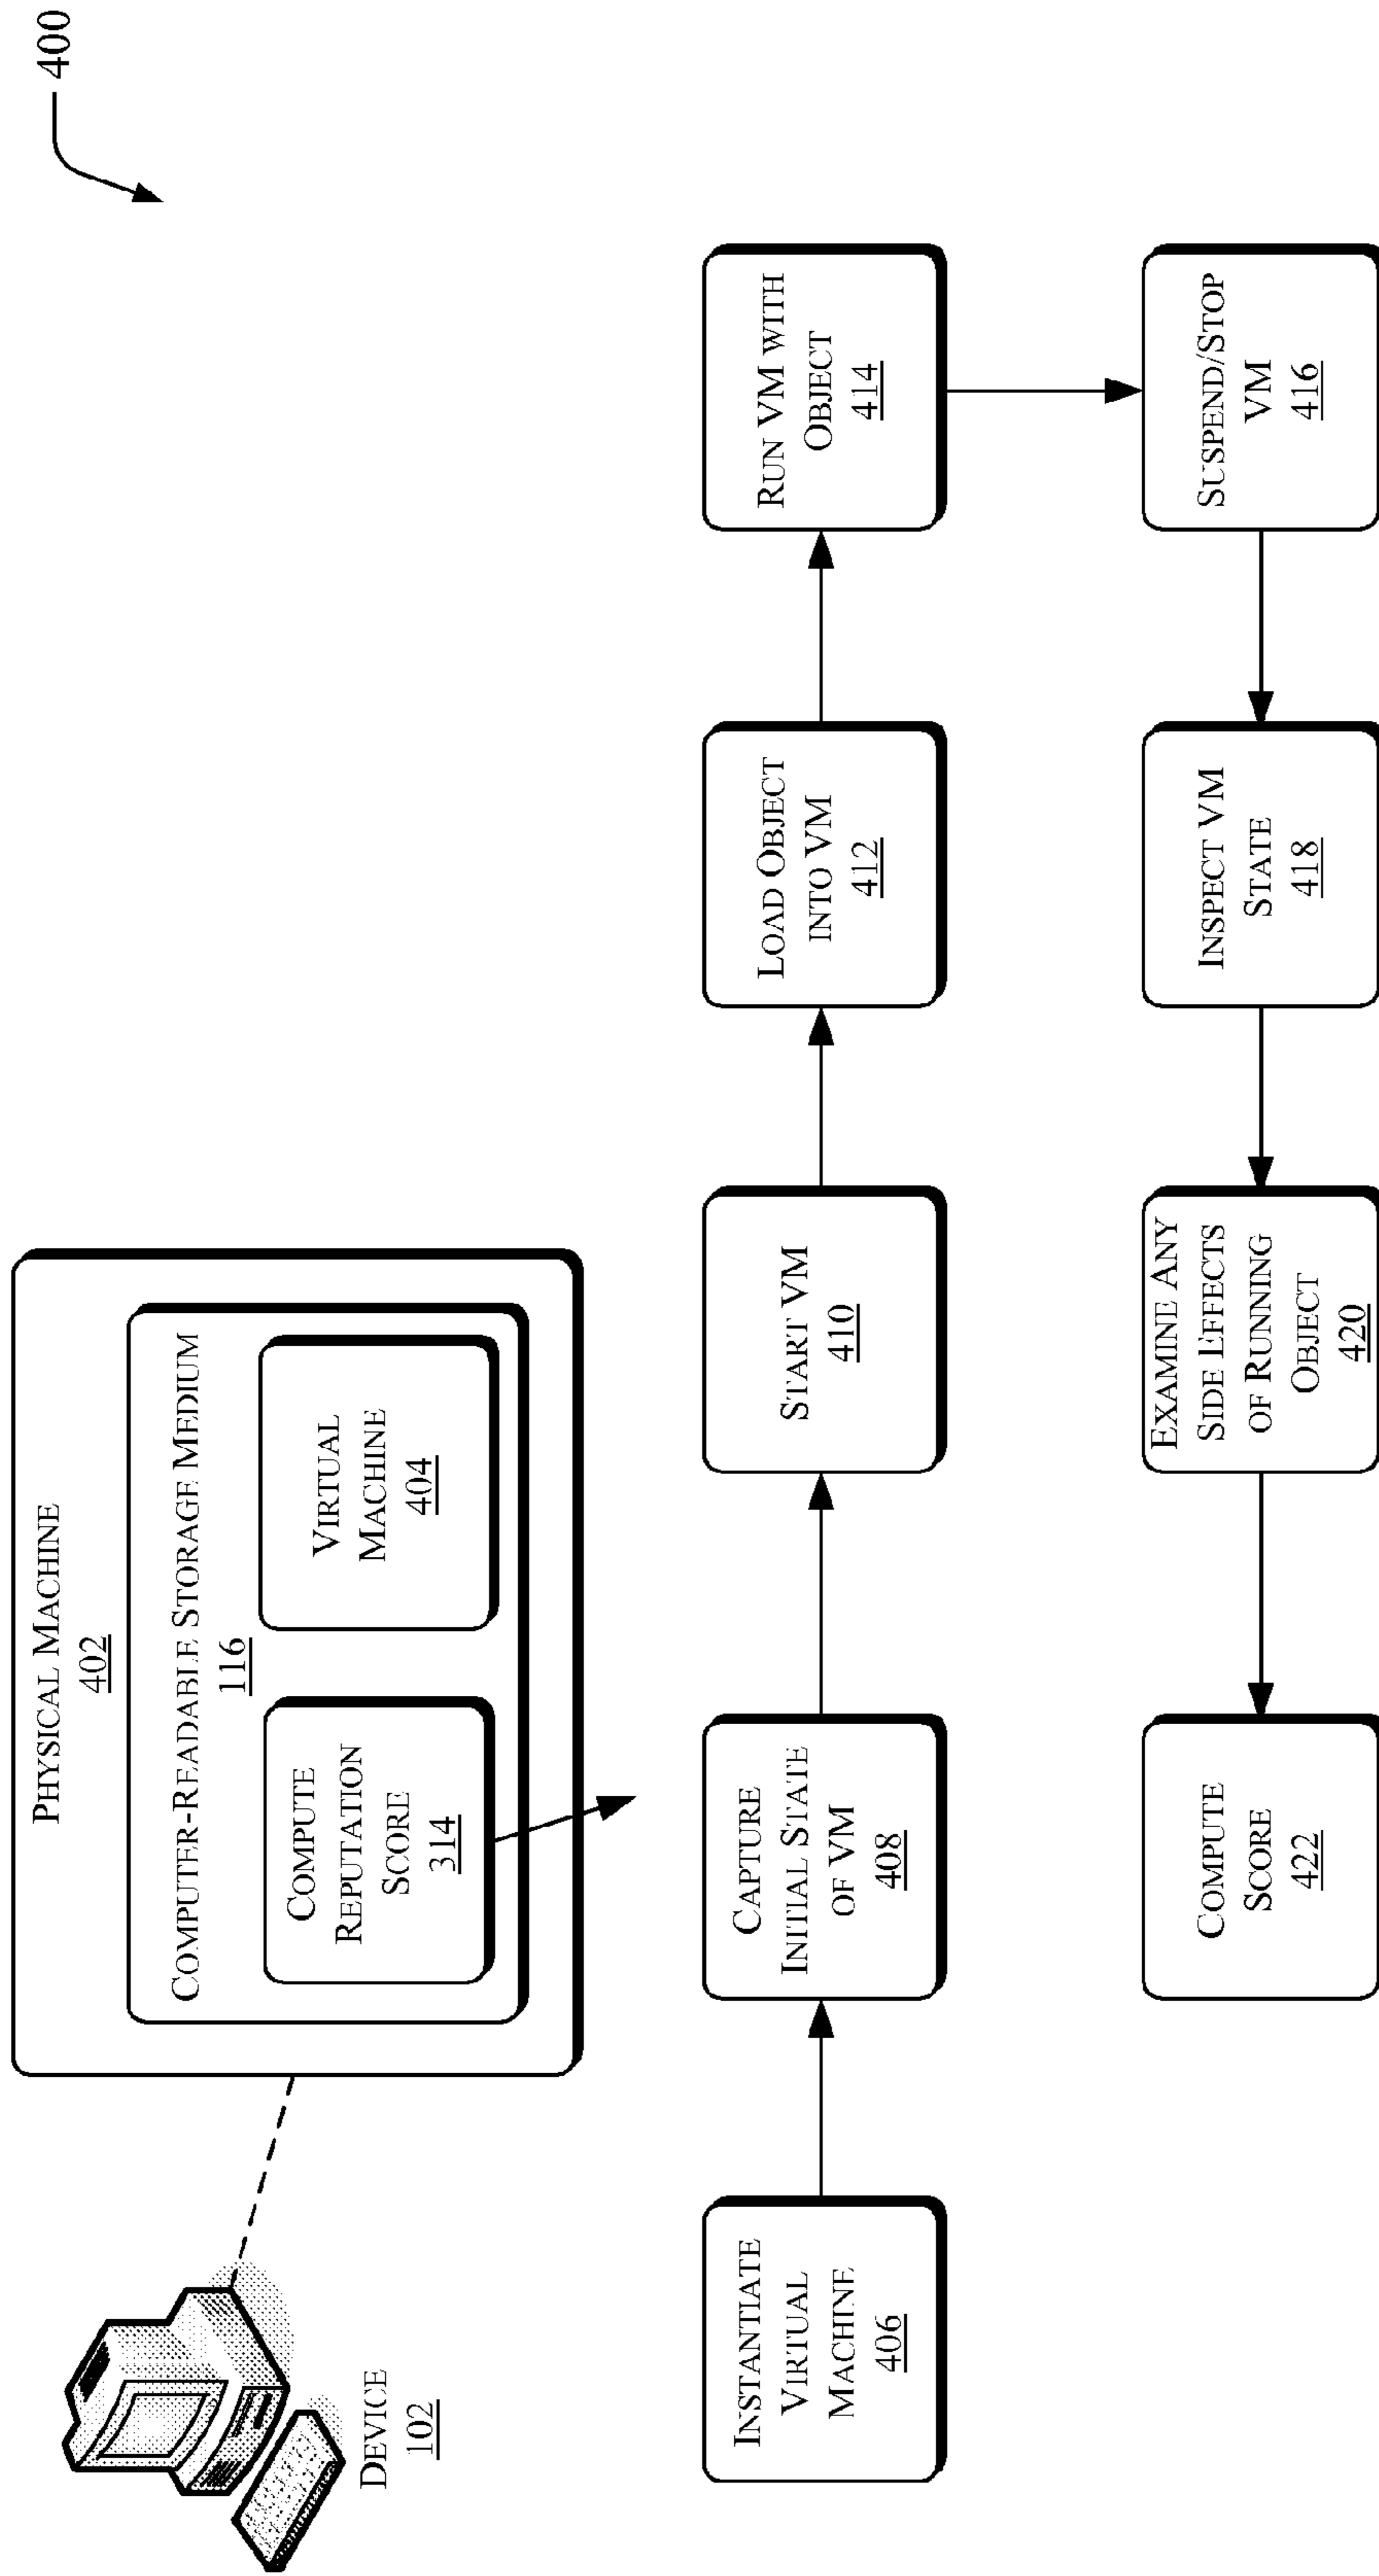 400
PHYSICAL MACHINE
402
COMPUTER-READABLE STORAGE MEDIUM
116
COMPUTE
REPUTATION
SCORE
314
VIRTUAL
MACHINE
404
DEVICE
102
INSTANTIATE
VIRTUAL
MACHINE
406
CAPTURE
INITIAL STATE
OF VM
408
START VM
410
LOAD OBJECT
INTO VM
412
RUN VM WITH
OBJECT
414
SUSPEND/STOP
VM
416
INSPECT VM
STATE
418
EXAMINE ANY
SIDE EFFECTS
OF RUNNING
OBJECT
420
COMPUTE
SCORE
422